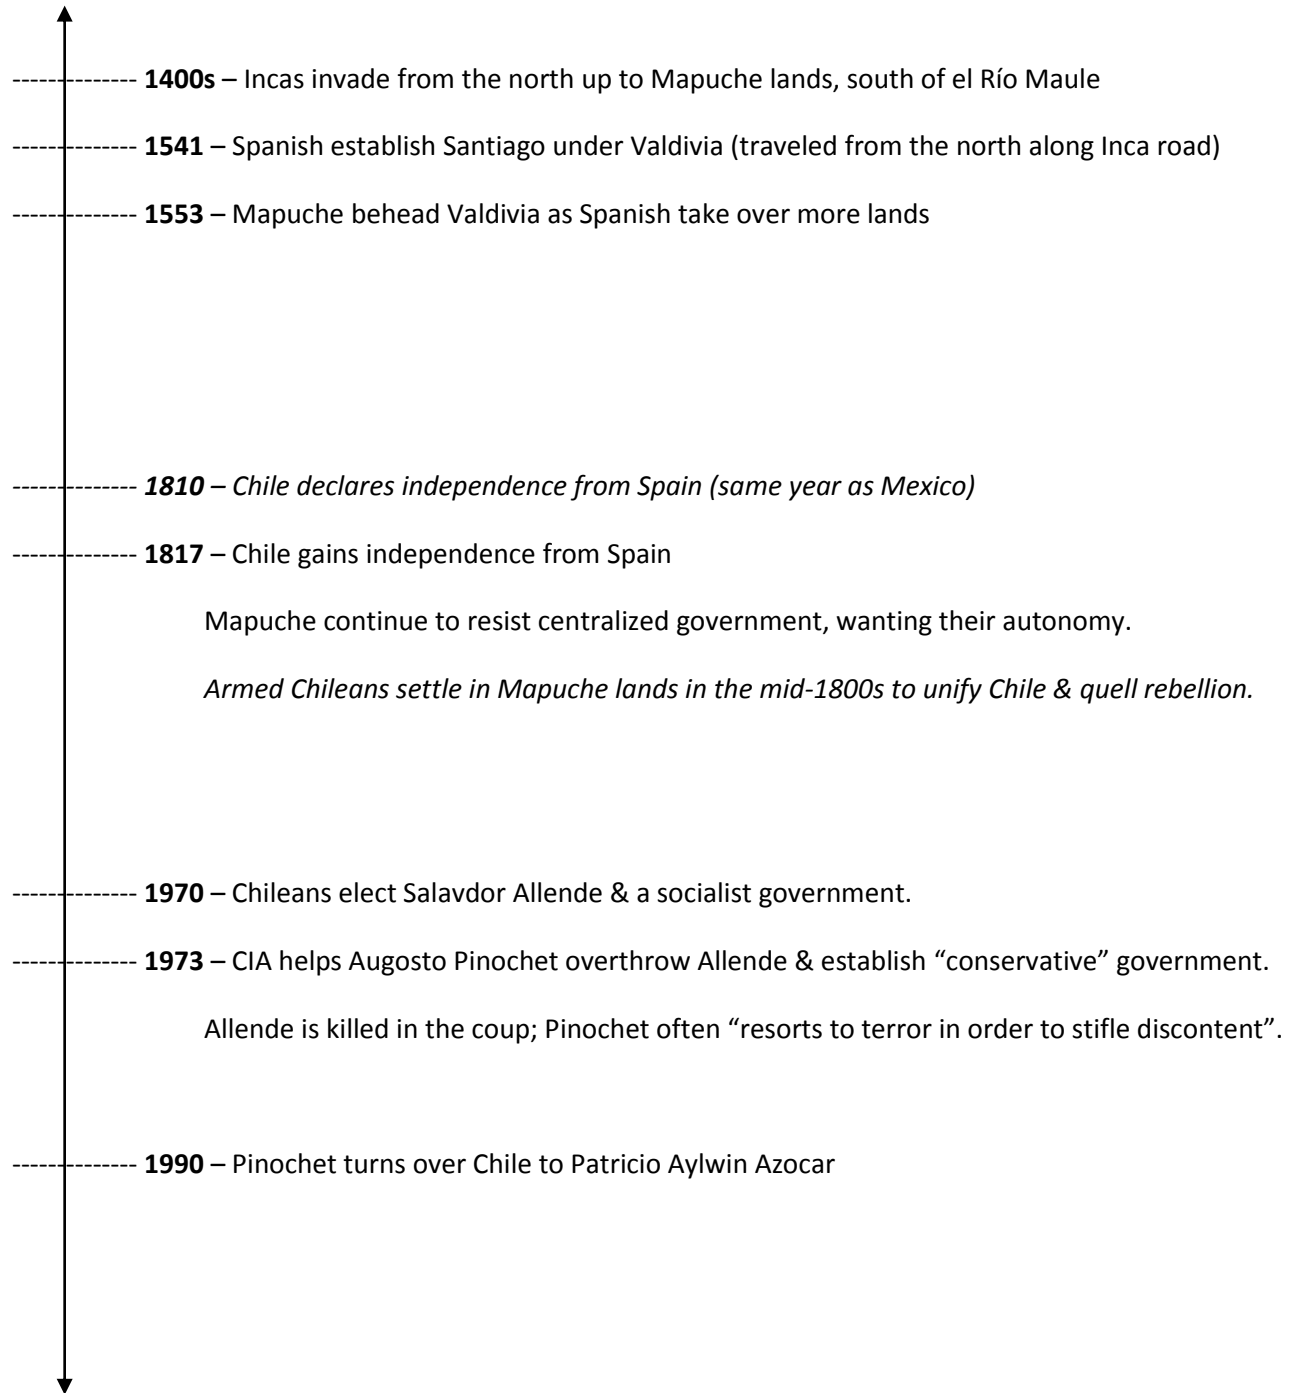 1400s – Incas invade from the north up to Mapuche lands, south of el Río Maule
1541 – Spanish establish Santiago under Valdivia (traveled from the north along Inca road)
1553 – Mapuche behead Valdivia as Spanish take over more lands
1810 – Chile declares independence from Spain (same year as Mexico)
1817 – Chile gains independence from Spain
Mapuche continue to resist centralized government, wanting their autonomy.
Armed Chileans settle in Mapuche lands in the mid-1800s to unify Chile & quell rebellion.
1970 – Chileans elect Salavdor Allende & a socialist government.
1973 – CIA helps Augosto Pinochet overthrow Allende & establish “conservative” government.
Allende is killed in the coup; Pinochet often “resorts to terror in order to stifle discontent”.
1990 – Pinochet turns over Chile to Patricio Aylwin Azocar